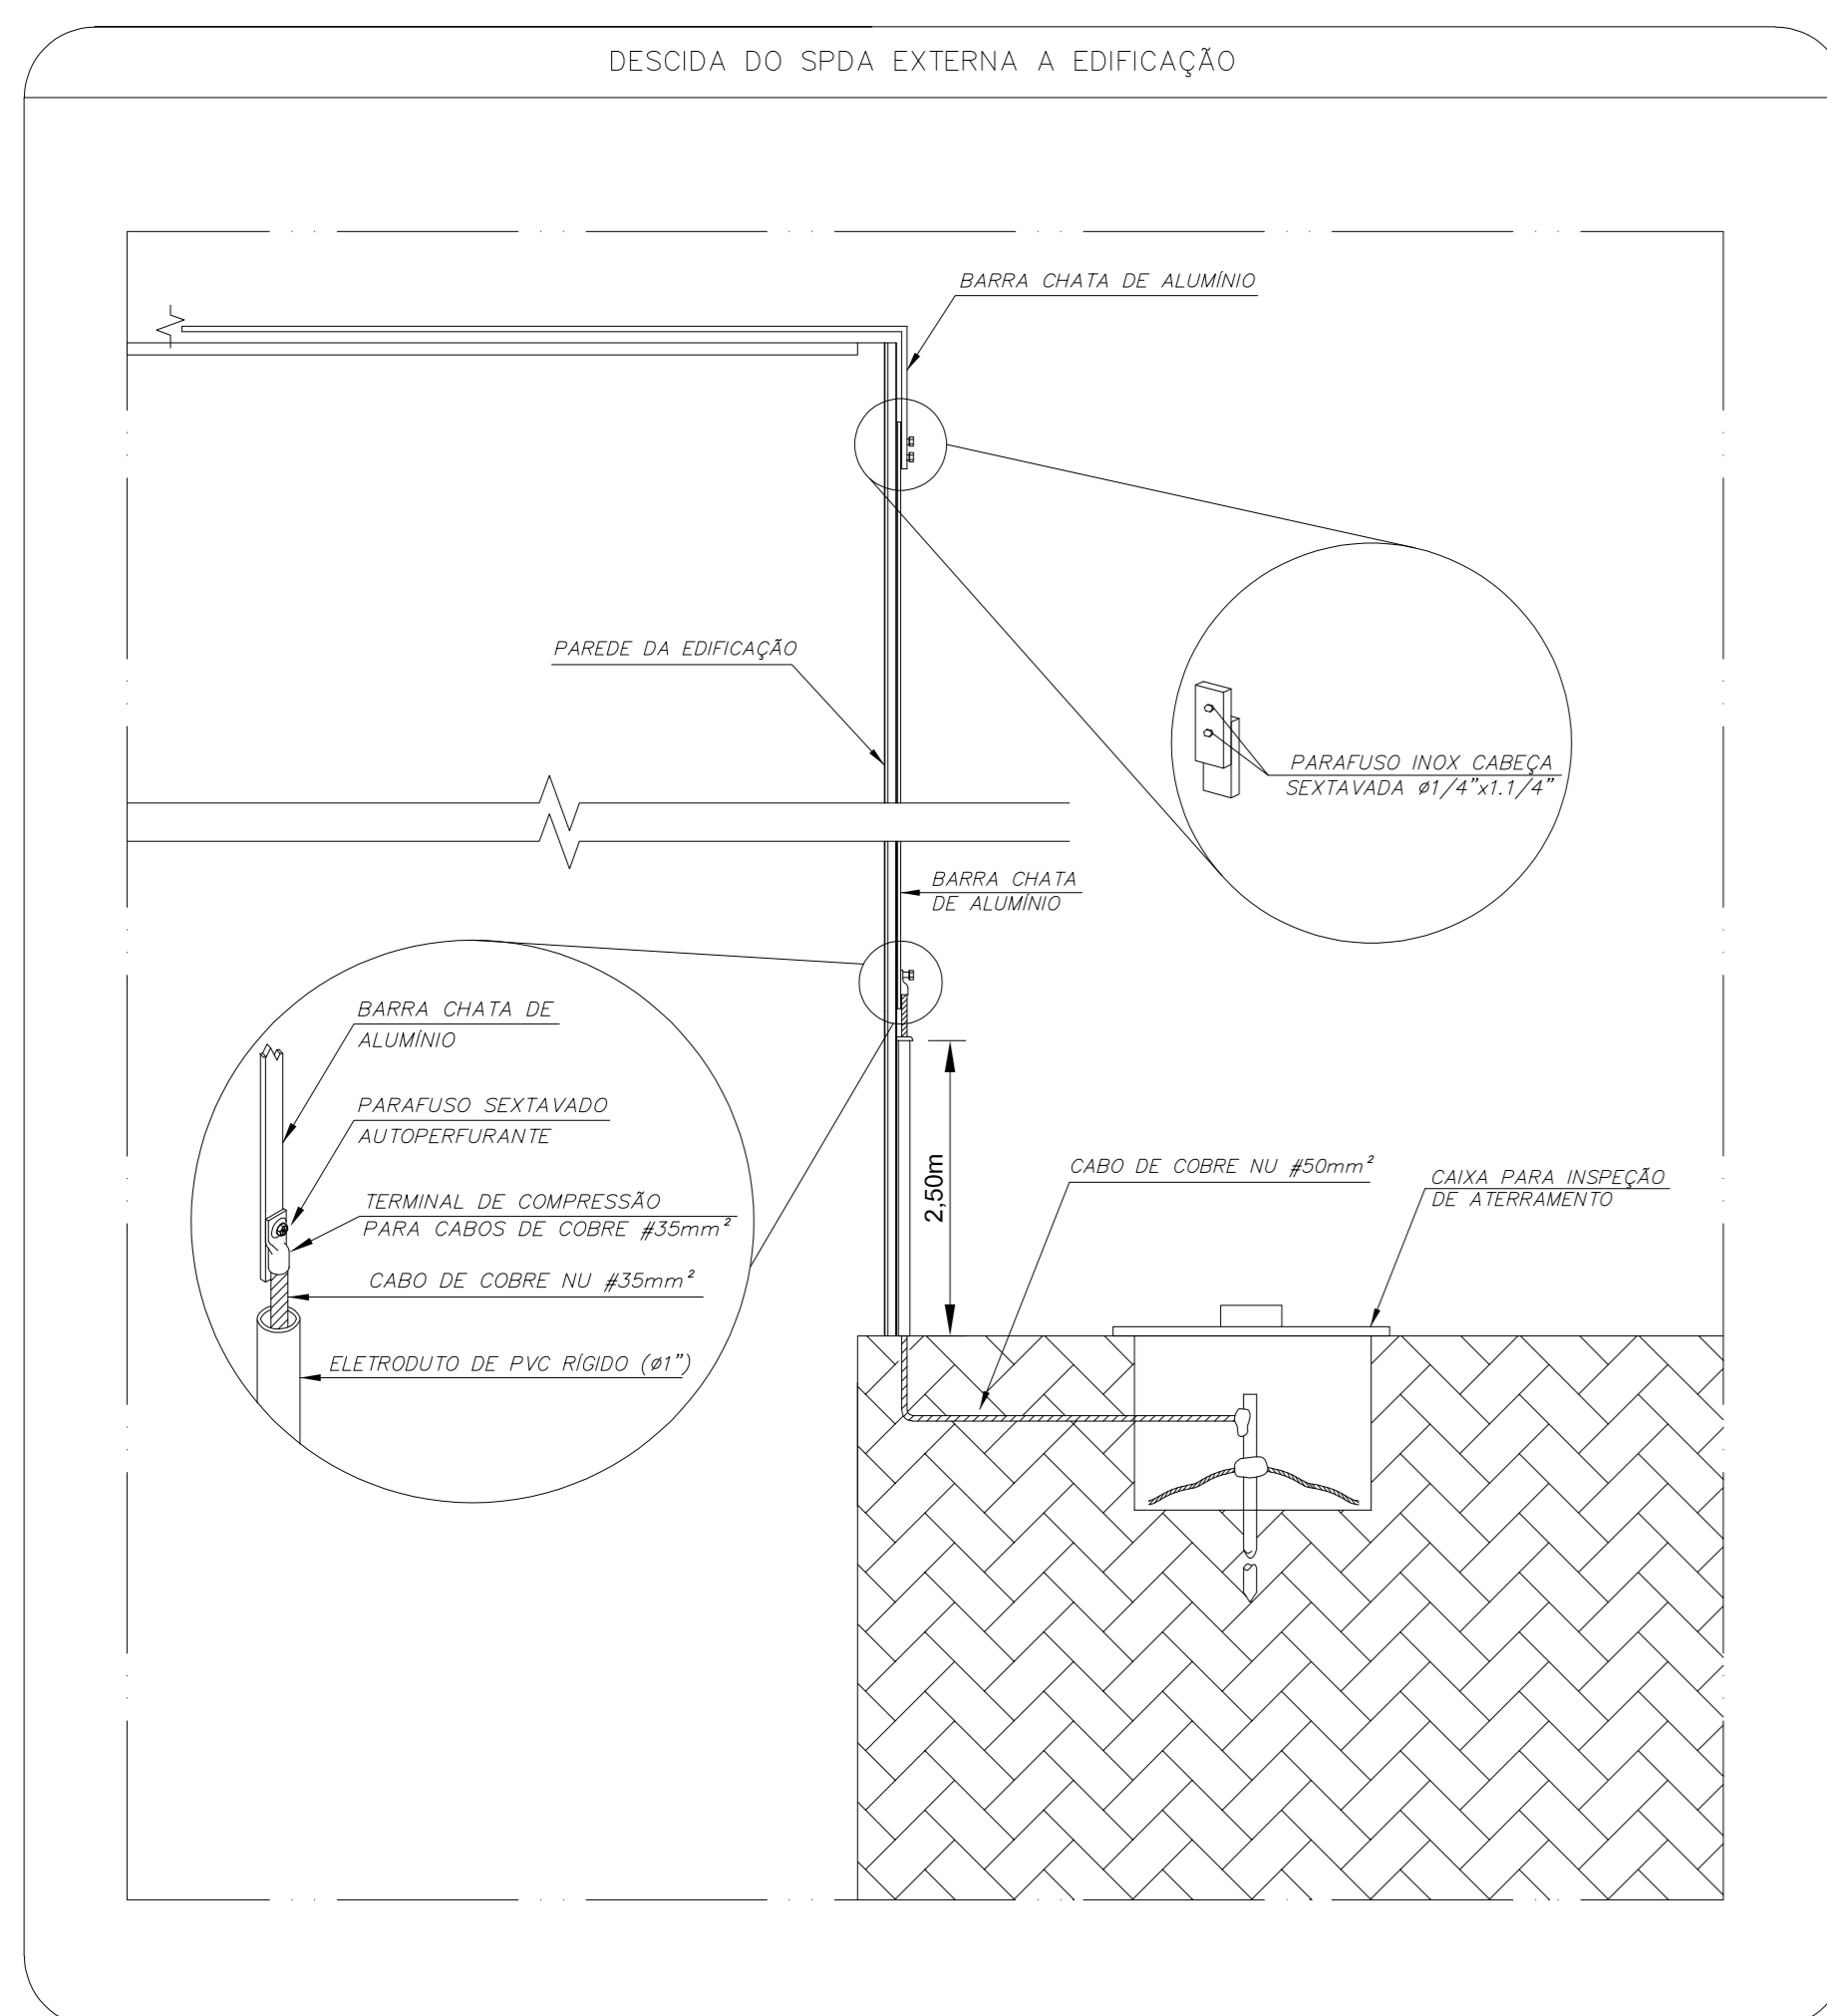 DESCIDA DO SPDA EXTERNA A EDIFICAÇÃO
BARRA CHATA DE ALUMÍNIO
PAREDE DA EDIFICAÇÃO
PARAFUSO INOX CABEÇA
SEXTAVADA ø1/4"x1.1/4"
BARRA CHATA
DE ALUMÍNIO
BARRA CHATA DE
ALUMÍNIO
PARAFUSO SEXTAVADO
AUTOPERFURANTE
TERMINAL DE COMPRESSÃO
PARA CABOS DE COBRE #35mm²
CABO DE COBRE NU #35mm²
ELETRODUTO DE PVC RÍGIDO (ø1")
2,50m
CABO DE COBRE NU #50mm²
CAIXA PARA INSPEÇÃO
DE ATERRAMENTO